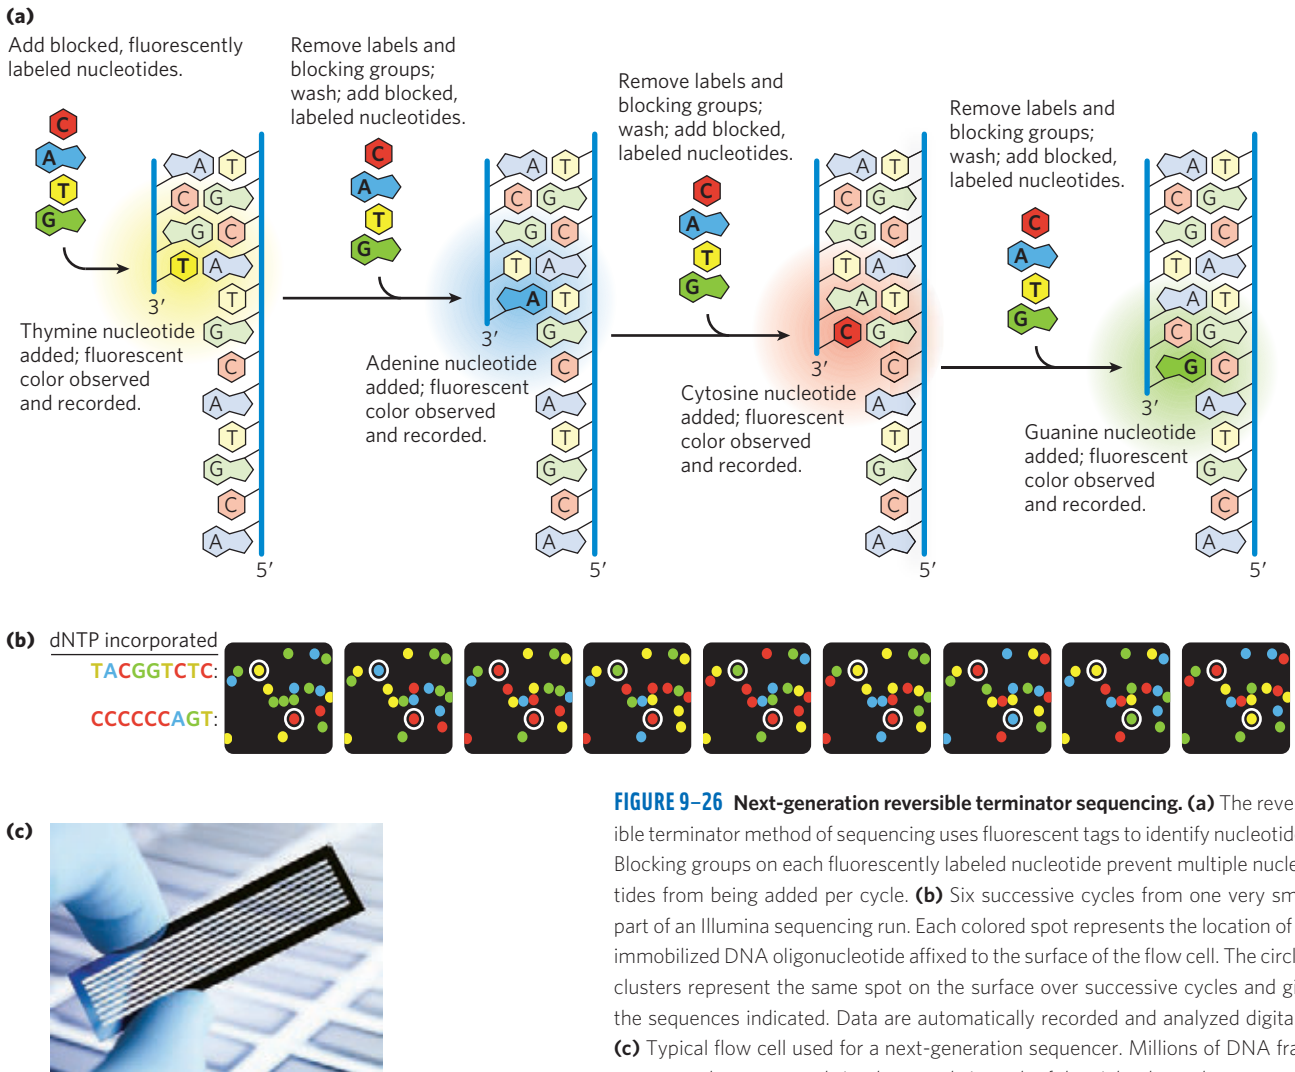 (a)
Add blocked, fluorescently
labeled nucleotides.
Remove labels and
blocking groups;
wash; add blocked,
labeled nucleotides.
Remove labels and
blocking groups;
wash; add blocked,
labeled nucleotides.
Remove labels and
blocking groups;
wash; add blocked,
labeled nucleotides.
C
A
T
G
A T
C G
G C
T A
T
G
C
A
T
G
C
A
3′
5′
Thymine nucleotide
added; fluorescent
color observed
and recorded.
C
A
T
G
A T
C G
G C
T A
A T
G
C
A
T
G
C
A
3′
5′
Adenine nucleotide
added; fluorescent
color observed
and recorded.
C
A
T
G
A T
C G
G C
T A
A T
C G
C
A
T
G
C
A
3′
5′
Cytosine nucleotide
added; fluorescent
color observed
and recorded.
C
A
T
G
A T
C G
G C
T A
A T
C G
G C
A
T
G
C
A
3′
5′
Guanine nucleotide
added; fluorescent
color observed
and recorded.
(b) dNTP incorporated
TACGGTCTC:
CCCCCCAGT:
(c)
FIGURE 9–26 Next-generation reversible terminator sequencing. (a) The rever
ible terminator method of sequencing uses fluorescent tags to identify nucleotid
Blocking groups on each fluorescently labeled nucleotide prevent multiple nucle
tides from being added per cycle. (b) Six successive cycles from one very sm
part of an Illumina sequencing run. Each colored spot represents the location of
immobilized DNA oligonucleotide affixed to the surface of the flow cell. The circl
clusters represent the same spot on the surface over successive cycles and gi
the sequences indicated. Data are automatically recorded and analyzed digita
(c) Typical flow cell used for a next-generation sequencer. Millions of DNA fra